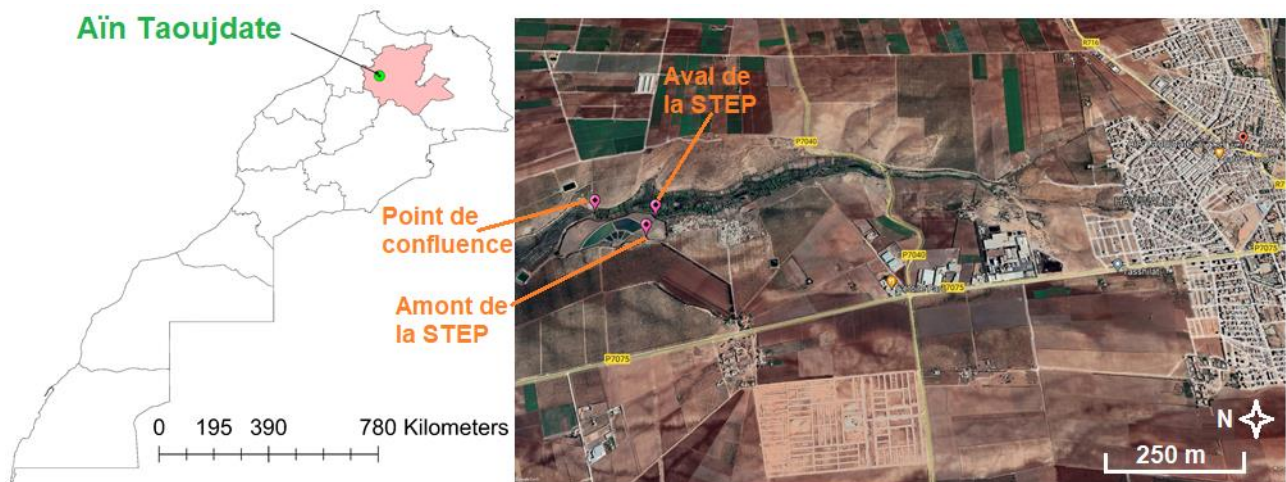 Aïn Taoujdate
0 195 390 780 Kilometers
Aval de
la STEP
Point de
confluence
Amont de
la STEP
R716
P7040
P7040
P7075
P7075
P7075
N
250 m